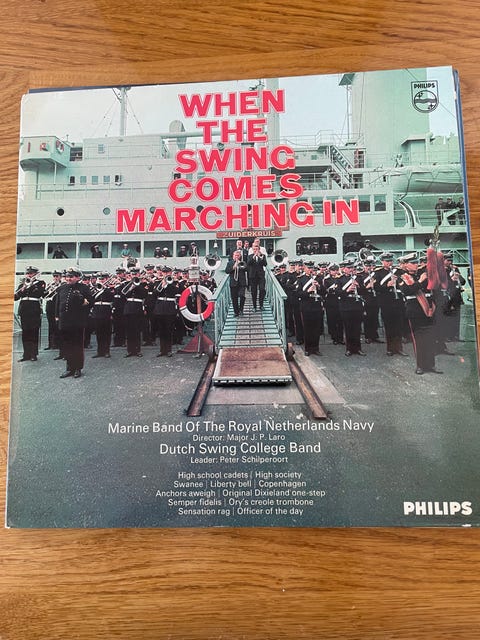 WHEN
THE
SWING
COMES
MARCHING IN
PHILIPS
ZUIDERKRUIS
Marine Band Of The Royal Netherlands Navy
Director: Major J. P. Laro
Dutch Swing College Band
Leader: Peter Schilperoort
High school cadets | High society
Swanee | Liberty bell | Copenhagen
Anchors aweigh | Original Dixieland one-step
Semper fidelis | Ory's creole trombone
Sensation rag | Officer of the day
PHILIPS